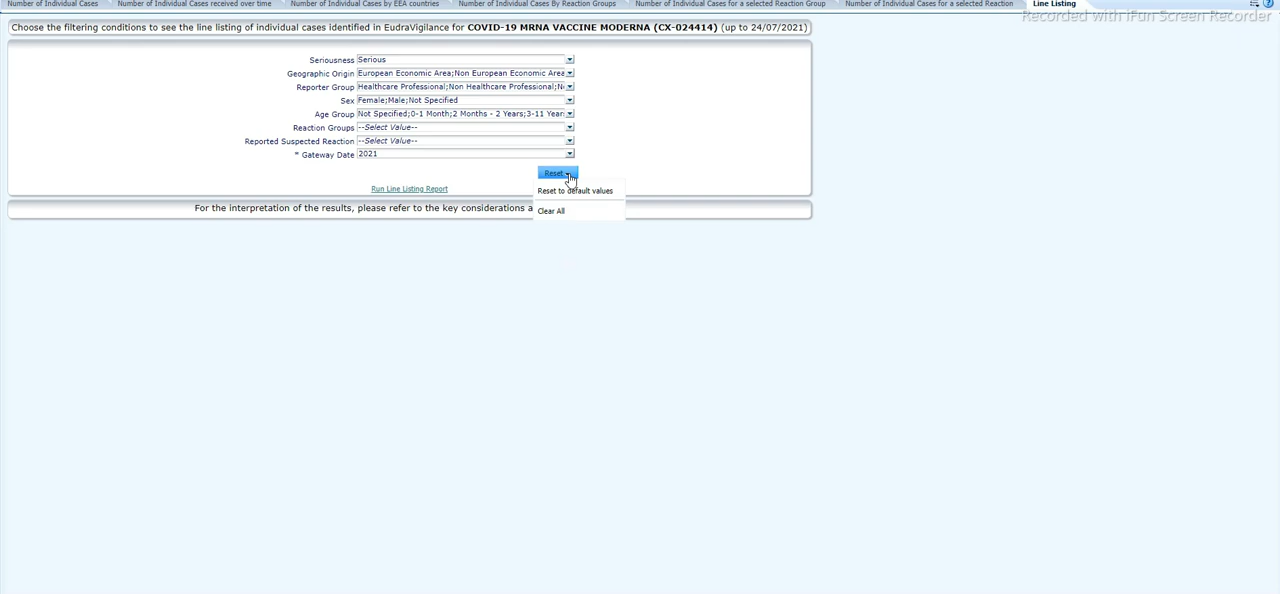 Number of Individual Cases Number of Individual Cases received over time Number of Individual Cases by EEA countries Number of Individual Cases By Reaction Groups Number of Individual Cases for a selected Reaction Group Number of Individual Cases for a selected Reaction Line Listing
Recorded with iFun Screen Recorder
Choose the filtering conditions to see the line listing of individual cases identified in EudraVigilance for COVID-19 MRNA VACCINE MODERNA (CX-024414) (up to 24/07/2021)
Seriousness Serious
Geographic Origin European Economic Area;Non European Economic Area
Reporter Group Healthcare Professional;Non Healthcare Professional;
Sex Female;Male;Not Specified
Age Group Not Specified;0-1 Month;2 Months - 2 Years;3-11 Year
Reaction Groups --Select Value--
Reported Suspected Reaction --Select Value--
* Gateway Date 2021
Reset
Run Line Listing Report
Reset to default values
For the interpretation of the results, please refer to the key considerations
Clear All